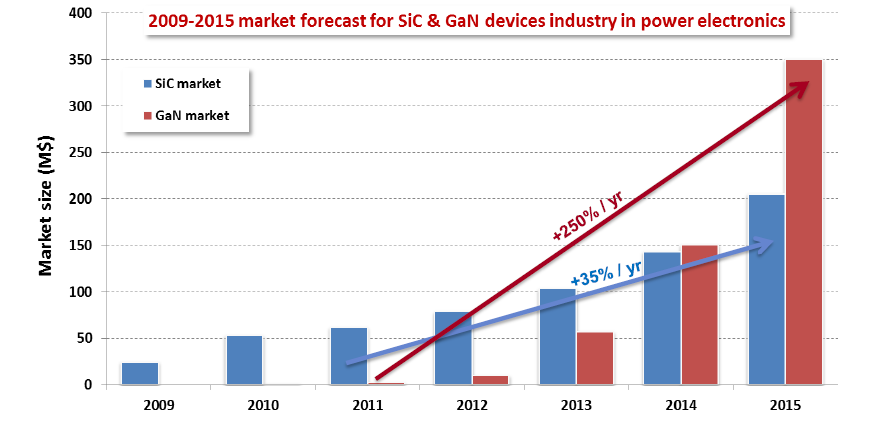 2009-2015 market forecast for SiC & GaN devices industry in power electronics
Market size (M$)
400
350
300
250
200
150
100
50
0
SiC market
GaN market
+250% / yr
+35% / yr
2009
2010
2011
2012
2013
2014
2015